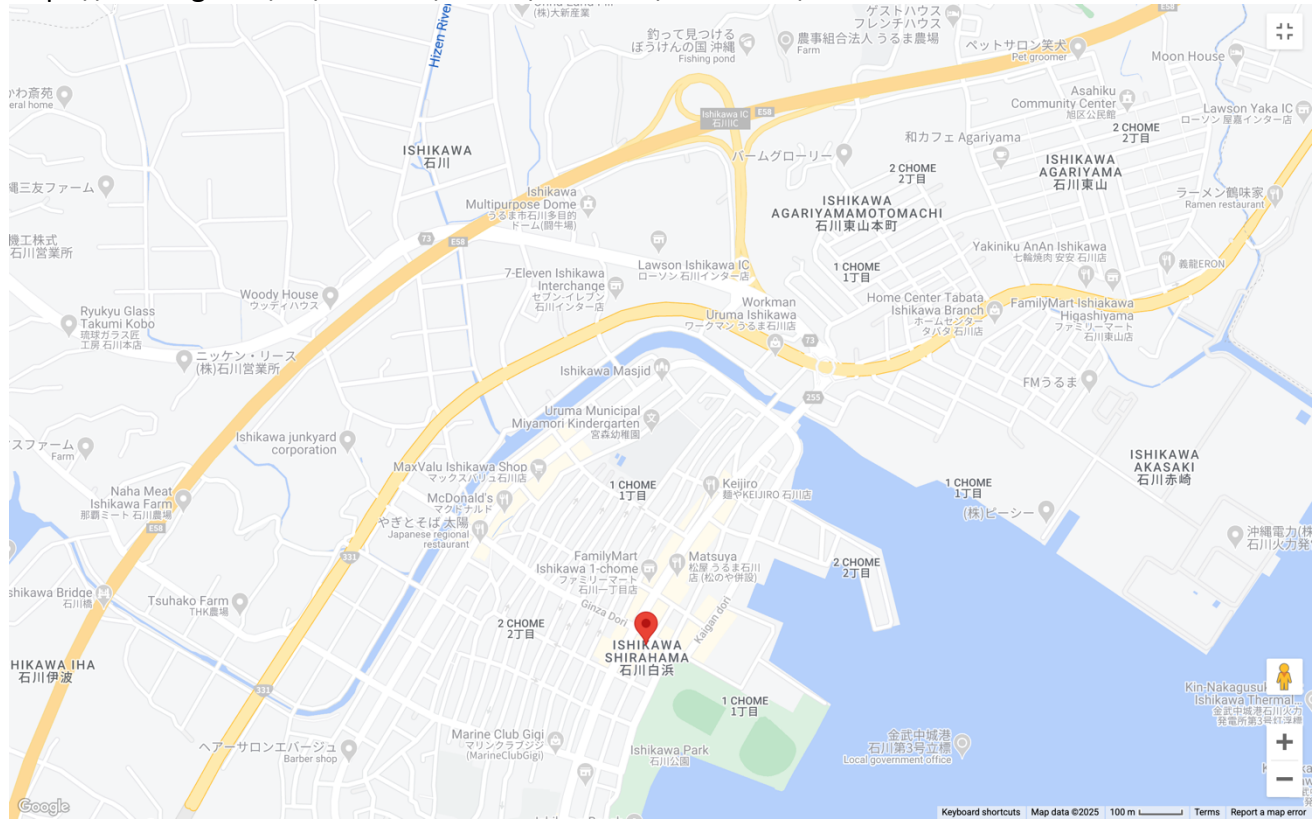 (株)大新産業
Hizen River
釣って見つける
ぼうけんの国 沖縄
Fishing pond
農事組合法人 うるま農場
Farm
ゲストハウス
フレンチハウス
ペットサロン笑犬
Pet groomer
E58
Moon House
かわ斎苑
eral home
Ishikawa IC
石川IC
E58
Asahiku
Community Center
旭区公民館
Lawson Yaka IC
ローソン 屋嘉インター店
2 CHOME
2丁目
和カフェ Agariyama
ISHIKAWA
石川
パームグローリー
2 CHOME
2丁目
ISHIKAWA
AGARIYAMA
石川東山
縄三友ファーム
Ishikawa
Multipurpose Dome
うるま市石川多目的
ドーム(闘牛場)
ISHIKAWA
AGARIYAMAMOTOMACHI
石川東山本町
ラーメン鶴味家
Ramen restaurant
機工株式
石川営業所
73
E58
Lawson Ishikawa IC
ローソン 石川インター店
Yakiniku AnAn Ishikawa
七輪焼肉 安安 石川店
義龍ERON
7-Eleven Ishikawa
Interchange
セブン-イレブン
石川インター店
1 CHOME
1丁目
Woody House
ウッディハウス
Workman
Uruma Ishikawa
ワークマン うるま石川店
Home Center Tabata
Ishikawa Branch
ホームセンター
タバタ 石川店
FamilyMart Ishiakawa
Higashiyama
ファミリーマート
石川東山店
Ryukyu Glass
Takumi Kobo
琉球ガラス匠
工房 石川本店
73
ニッケン・リース
(株)石川営業所
Ishikawa Masjid
FMうるま
255
Uruma Municipal
Miyamori Kindergarten
宮森幼稚園
Ishikawa junkyard
corporation
イスファーム
Farm
ISHIKAWA
AKASAKI
石川赤崎
MaxValu Ishikawa Shop
マックスバリュ石川店
1 CHOME
1丁目
Keijiro
麺やKEIJIRO 石川店
1 CHOME
1丁目
Naha Meat
Ishikawa Farm
那覇ミート 石川農場
McDonald's
マクドナルド
(株)ピーシー
E58
やぎとそば 太陽
Japanese regional
restaurant
沖縄電力(株
石川火力発
331
FamilyMart
Ishikawa 1-chome
ファミリーマート
石川一丁目店
Matsuya
松屋 うるま石川
店 (松のや併設)
2 CHOME
2丁目
shikawa Bridge
石川橋
Tsuhako Farm
THK農場
Ginza Dori
Kaigan dori
2 CHOME
2丁目
ISHIKAWA
SHIRAHAMA
石川白浜
HIKAWA IHA
石川伊波
331
1 CHOME
1丁目
Kin-Nakagusuk
Ishikawa Thermal...
金武中城港石川火力
発電所第3号灯浮標
ヘアーサロンエバージュ
Barber shop
Marine Club Gigi
マリンクラブジジ
(MarineClubGigi)
Ishikawa Park
石川公園
金武中城港
石川第3号立標
Local government office
Google
Keyboard shortcuts
Map data ©2025
100 m
Terms
Report a map error